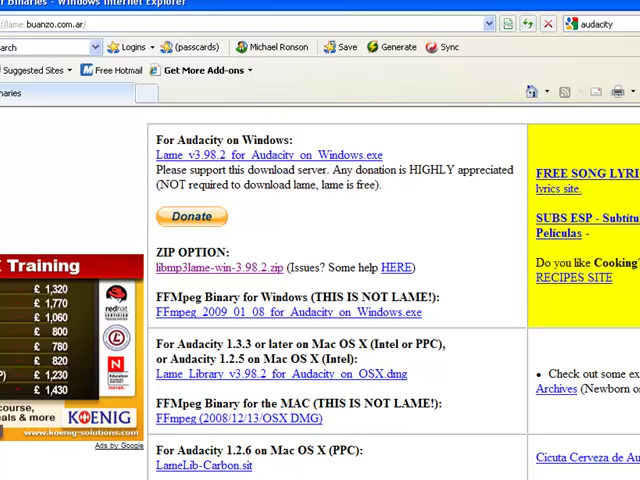 r Binaries - Windows Internet Explorer
//lame.buanzo.com.ar/
audacity
earch
Logins
(passcards)
Michael Ronson
Save
Generate
Sync
Suggested Sites
Free Hotmail
Get More Add-ons
naries
For Audacity on Windows:
Lame_v3.98.2_for_Audacity_on_Windows.exe
Please support this download server. Any donation is HIGHLY appreciated
(NOT required to download lame, lame is free).
Donate
ZIP OPTION:
libmp3lame-win-3.98.2.zip (Issues? Some help HERE)
FFMpeg Binary for Windows (THIS IS NOT LAME!):
FFmpeg_2009_01_08_for_Audacity_on_Windows.exe
For Audacity 1.3.3 or later on Mac OS X (Intel or PPC),
or Audacity 1.2.5 on Mac OS X (Intel):
Lame_Library_v3.98.2_for_Audacity_on_OSX.dmg
FFMpeg Binary for the MAC (THIS IS NOT LAME!):
FFmpeg (2008/12/13/OSX DMG)
For Audacity 1.2.6 on Mac OS X (PPC):
LameLib-Carbon.sit
FREE SONG LYRI
lyrics site.
SUBS ESP - Subtitu
Películas -
Do you like Cooking?
RECIPES SITE
Check out some ex
Archives (Newborn o
Cicuta Cerveza de Au
Training
£ 1,320
£ 1,770
£ 1,060
£ 800
£ 780
£ 820
P) £ 1,230
£ 1,430
redhat
CERTIFIED
N
Education
course,
als & more
KOENIG
www.koenig-solutions.com
Ads by Google